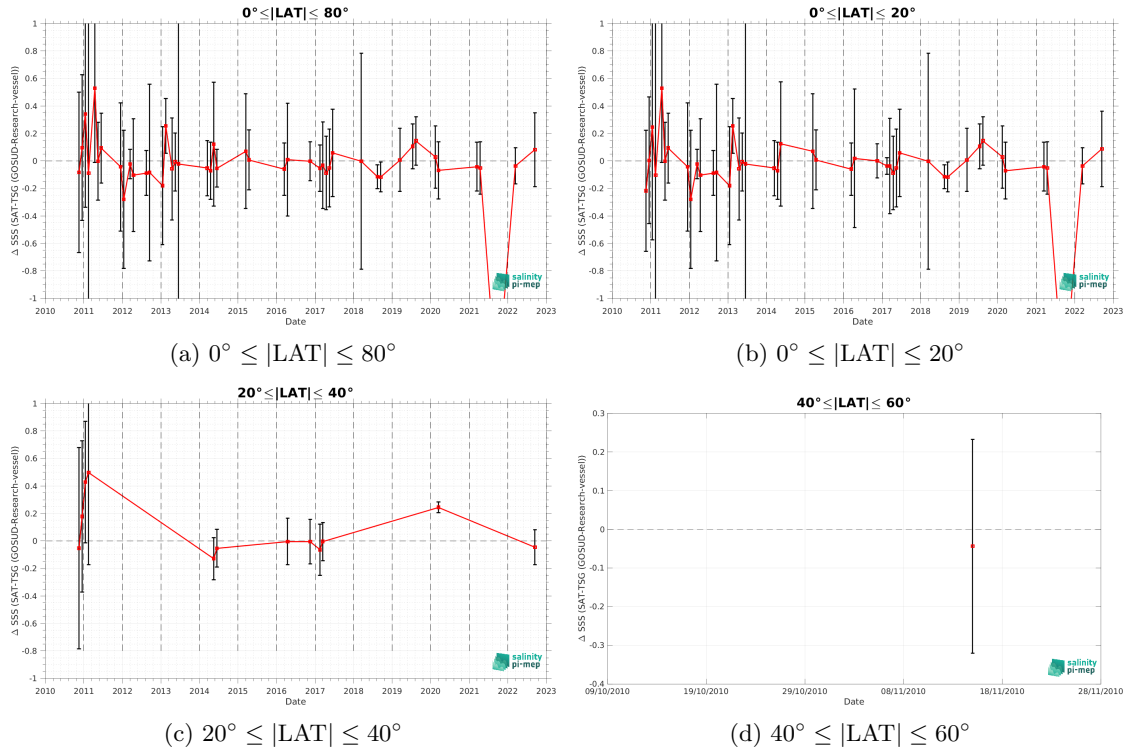 0°≤|LAT|≤ 80°
Δ SSS (SAT-TSG (GOSUD-Research-vessel))
1
0.8
0.6
0.4
0.2
0
-0.2
-0.4
-0.6
-0.8
-1
2010 2011 2012 2013 2014 2015 2016 2017 2018 2019 2020 2021 2022 2023
Date
salinity
pi-mep
(a) 0° ≤ |LAT| ≤ 80°
0°≤|LAT|≤ 20°
Δ SSS (SAT-TSG (GOSUD-Research-vessel))
1
0.8
0.6
0.4
0.2
0
-0.2
-0.4
-0.6
-0.8
-1
2010 2011 2012 2013 2014 2015 2016 2017 2018 2019 2020 2021 2022 2023
Date
salinity
pi-mep
(b) 0° ≤ |LAT| ≤ 20°
20°≤|LAT|≤ 40°
Δ SSS (SAT-TSG (GOSUD-Research-vessel))
1
0.8
0.6
0.4
0.2
0
-0.2
-0.4
-0.6
-0.8
-1
2010 2011 2012 2013 2014 2015 2016 2017 2018 2019 2020 2021 2022 2023
Date
salinity
pi-mep
(c) 20° ≤ |LAT| ≤ 40°
40°≤|LAT|≤ 60°
Δ SSS (SAT-TSG (GOSUD-Research-vessel))
0.3
0.2
0.1
0
-0.1
-0.2
-0.3
-0.4
09/10/2010 19/10/2010 29/10/2010 08/11/2010 18/11/2010 28/11/2010
Date
salinity
pi-mep
(d) 40° ≤ |LAT| ≤ 60°